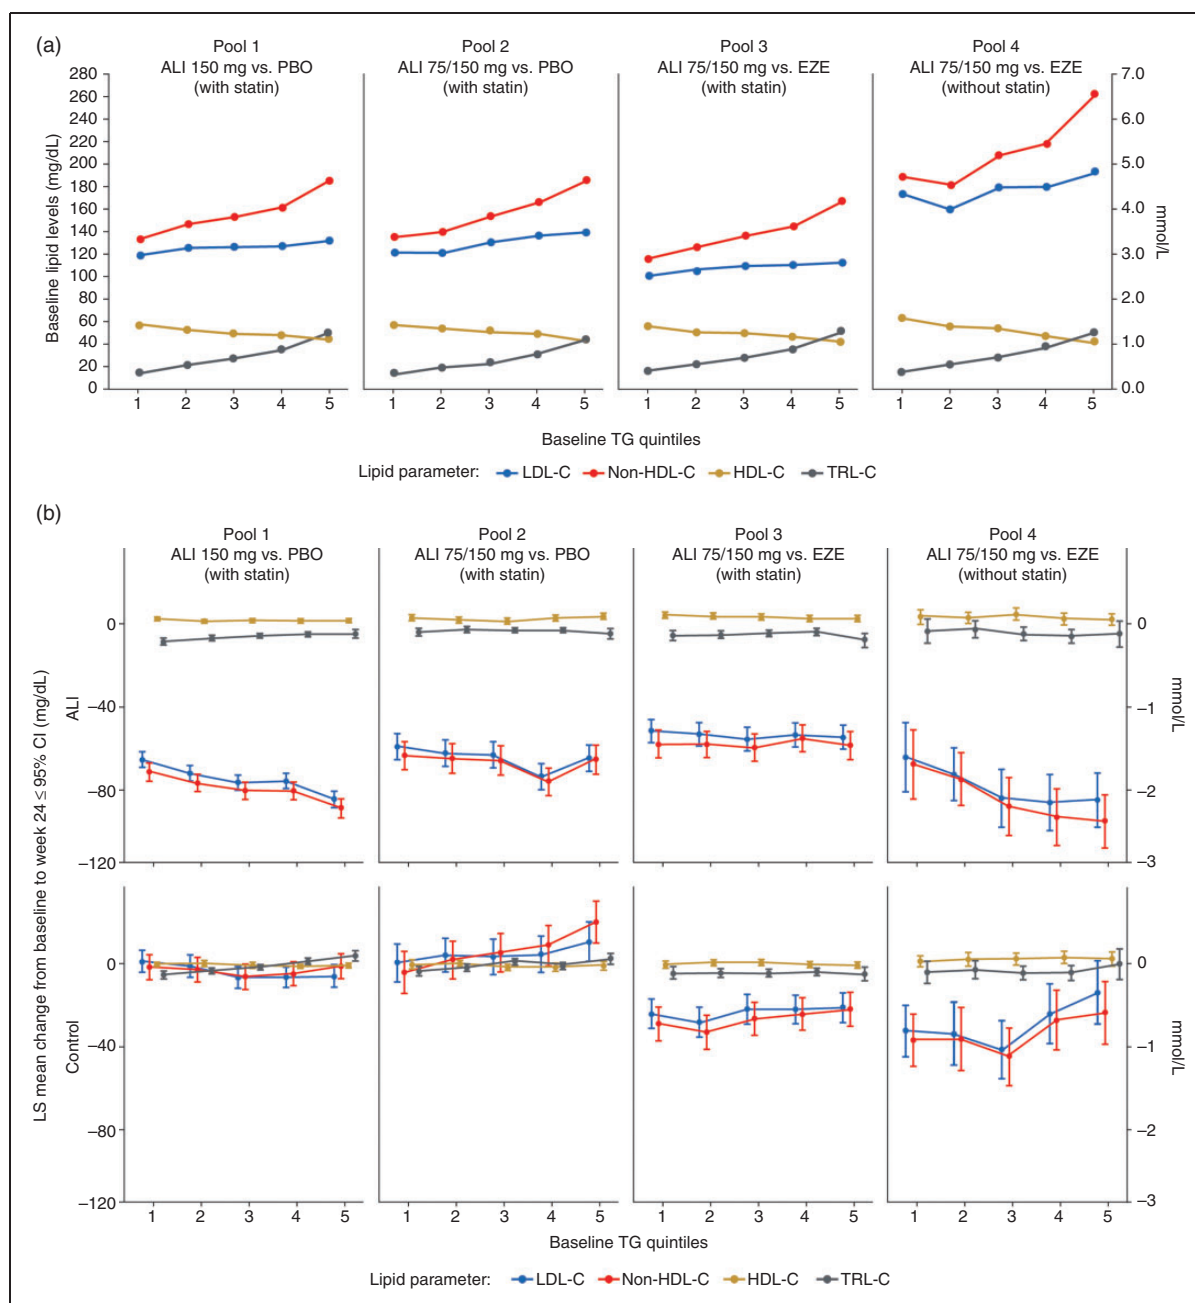 (a)
Pool 1
ALI 150 mg vs. PBO
(with statin)
Pool 2
ALI 75/150 mg vs. PBO
(with statin)
Pool 3
ALI 75/150 mg vs. EZE
(with statin)
Pool 4
ALI 75/150 mg vs. EZE
(without statin)
Baseline lipid levels (mg/dL)
280
260
240
220
200
180
160
140
120
100
80
60
40
20
0
7.0
6.0
5.0
4.0
3.0
2.0
1.0
0.0
mmol/L
1 2 3 4 5
1 2 3 4 5
1 2 3 4 5
1 2 3 4 5
Baseline TG quintiles
Lipid parameter: LDL-C Non-HDL-C HDL-C TRL-C
(b)
Pool 1
ALI 150 mg vs. PBO
(with statin)
Pool 2
ALI 75/150 mg vs. PBO
(with statin)
Pool 3
ALI 75/150 mg vs. EZE
(with statin)
Pool 4
ALI 75/150 mg vs. EZE
(without statin)
LS mean change from baseline to week 24 ≤ 95% CI (mg/dL)
ALI
0
−40
−80
−120
0
−1
−2
−3
mmol/L
Control
0
−40
−80
−120
0
−1
−2
−3
mmol/L
1 2 3 4 5
1 2 3 4 5
1 2 3 4 5
1 2 3 4 5
Baseline TG quintiles
Lipid parameter: LDL-C Non-HDL-C HDL-C TRL-C